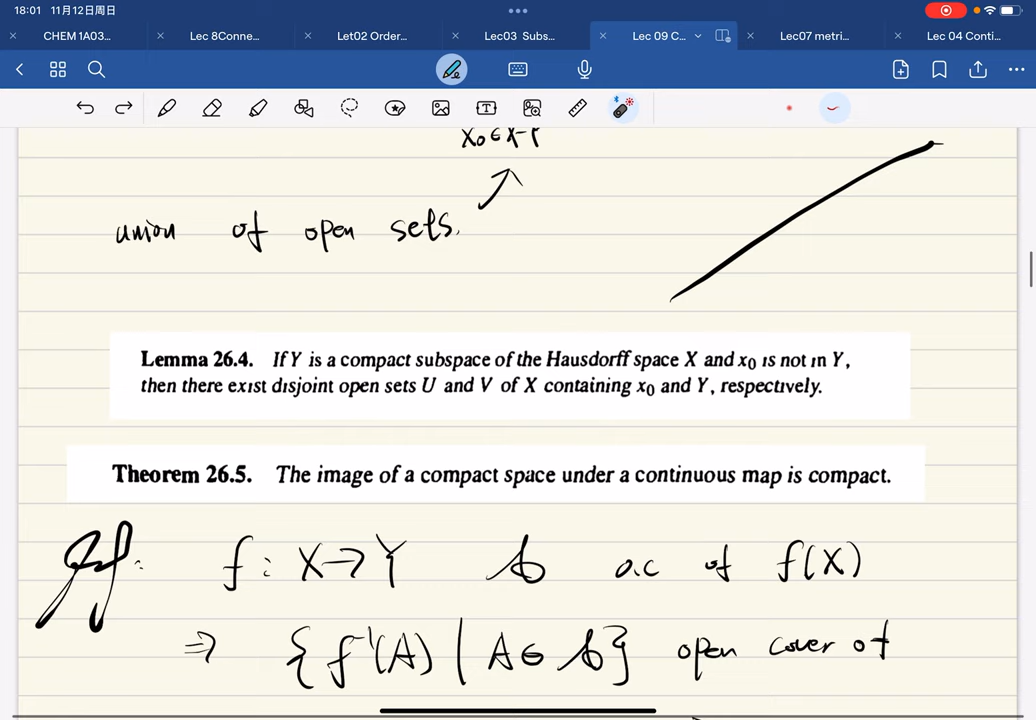 18:01 11月12日周日
CHEM 1A03...
Lec 8Conne...
Let02 Order...
Lec03 Subs...
Lec 09 C...
Lec07 metri...
Lec 04 Conti...
x₀ ∈ X-Y
union of open sets.
Lemma 26.4. If Y is a compact subspace of the Hausdorff space X and x₀ is not in Y,
then there exist disjoint open sets U and V of X containing x₀ and Y, respectively.
Theorem 26.5. The image of a compact space under a continuous map is compact.
f: X→Y 𝒜 o.c of f(X)
⇒ {f⁻¹(A) | A∈𝒜} open cover of